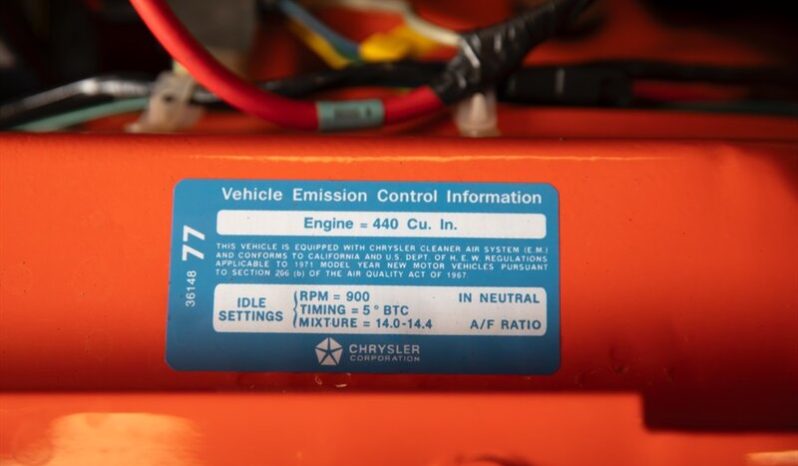 Vehicle Emission Control Information
Engine = 440 Cu. In.
THIS VEHICLE IS EQUIPPED WITH CHRYSLER CLEANER AIR SYSTEM (E.M.)
AND CONFORMS TO CALIFORNIA AND U.S. DEPT. OF H.E.W. REGULATIONS
APPLICABLE TO 1971 MODEL YEAR NEW MOTOR VEHICLES PURSUANT
TO SECTION 206 (b) OF THE AIR QUALITY ACT OF 1967
36148 77
IDLE SETTINGS
RPM = 900 IN NEUTRAL
TIMING = 5° BTC
MIXTURE = 14.0-14.4 A/F RATIO
CHRYSLER
CORPORATION